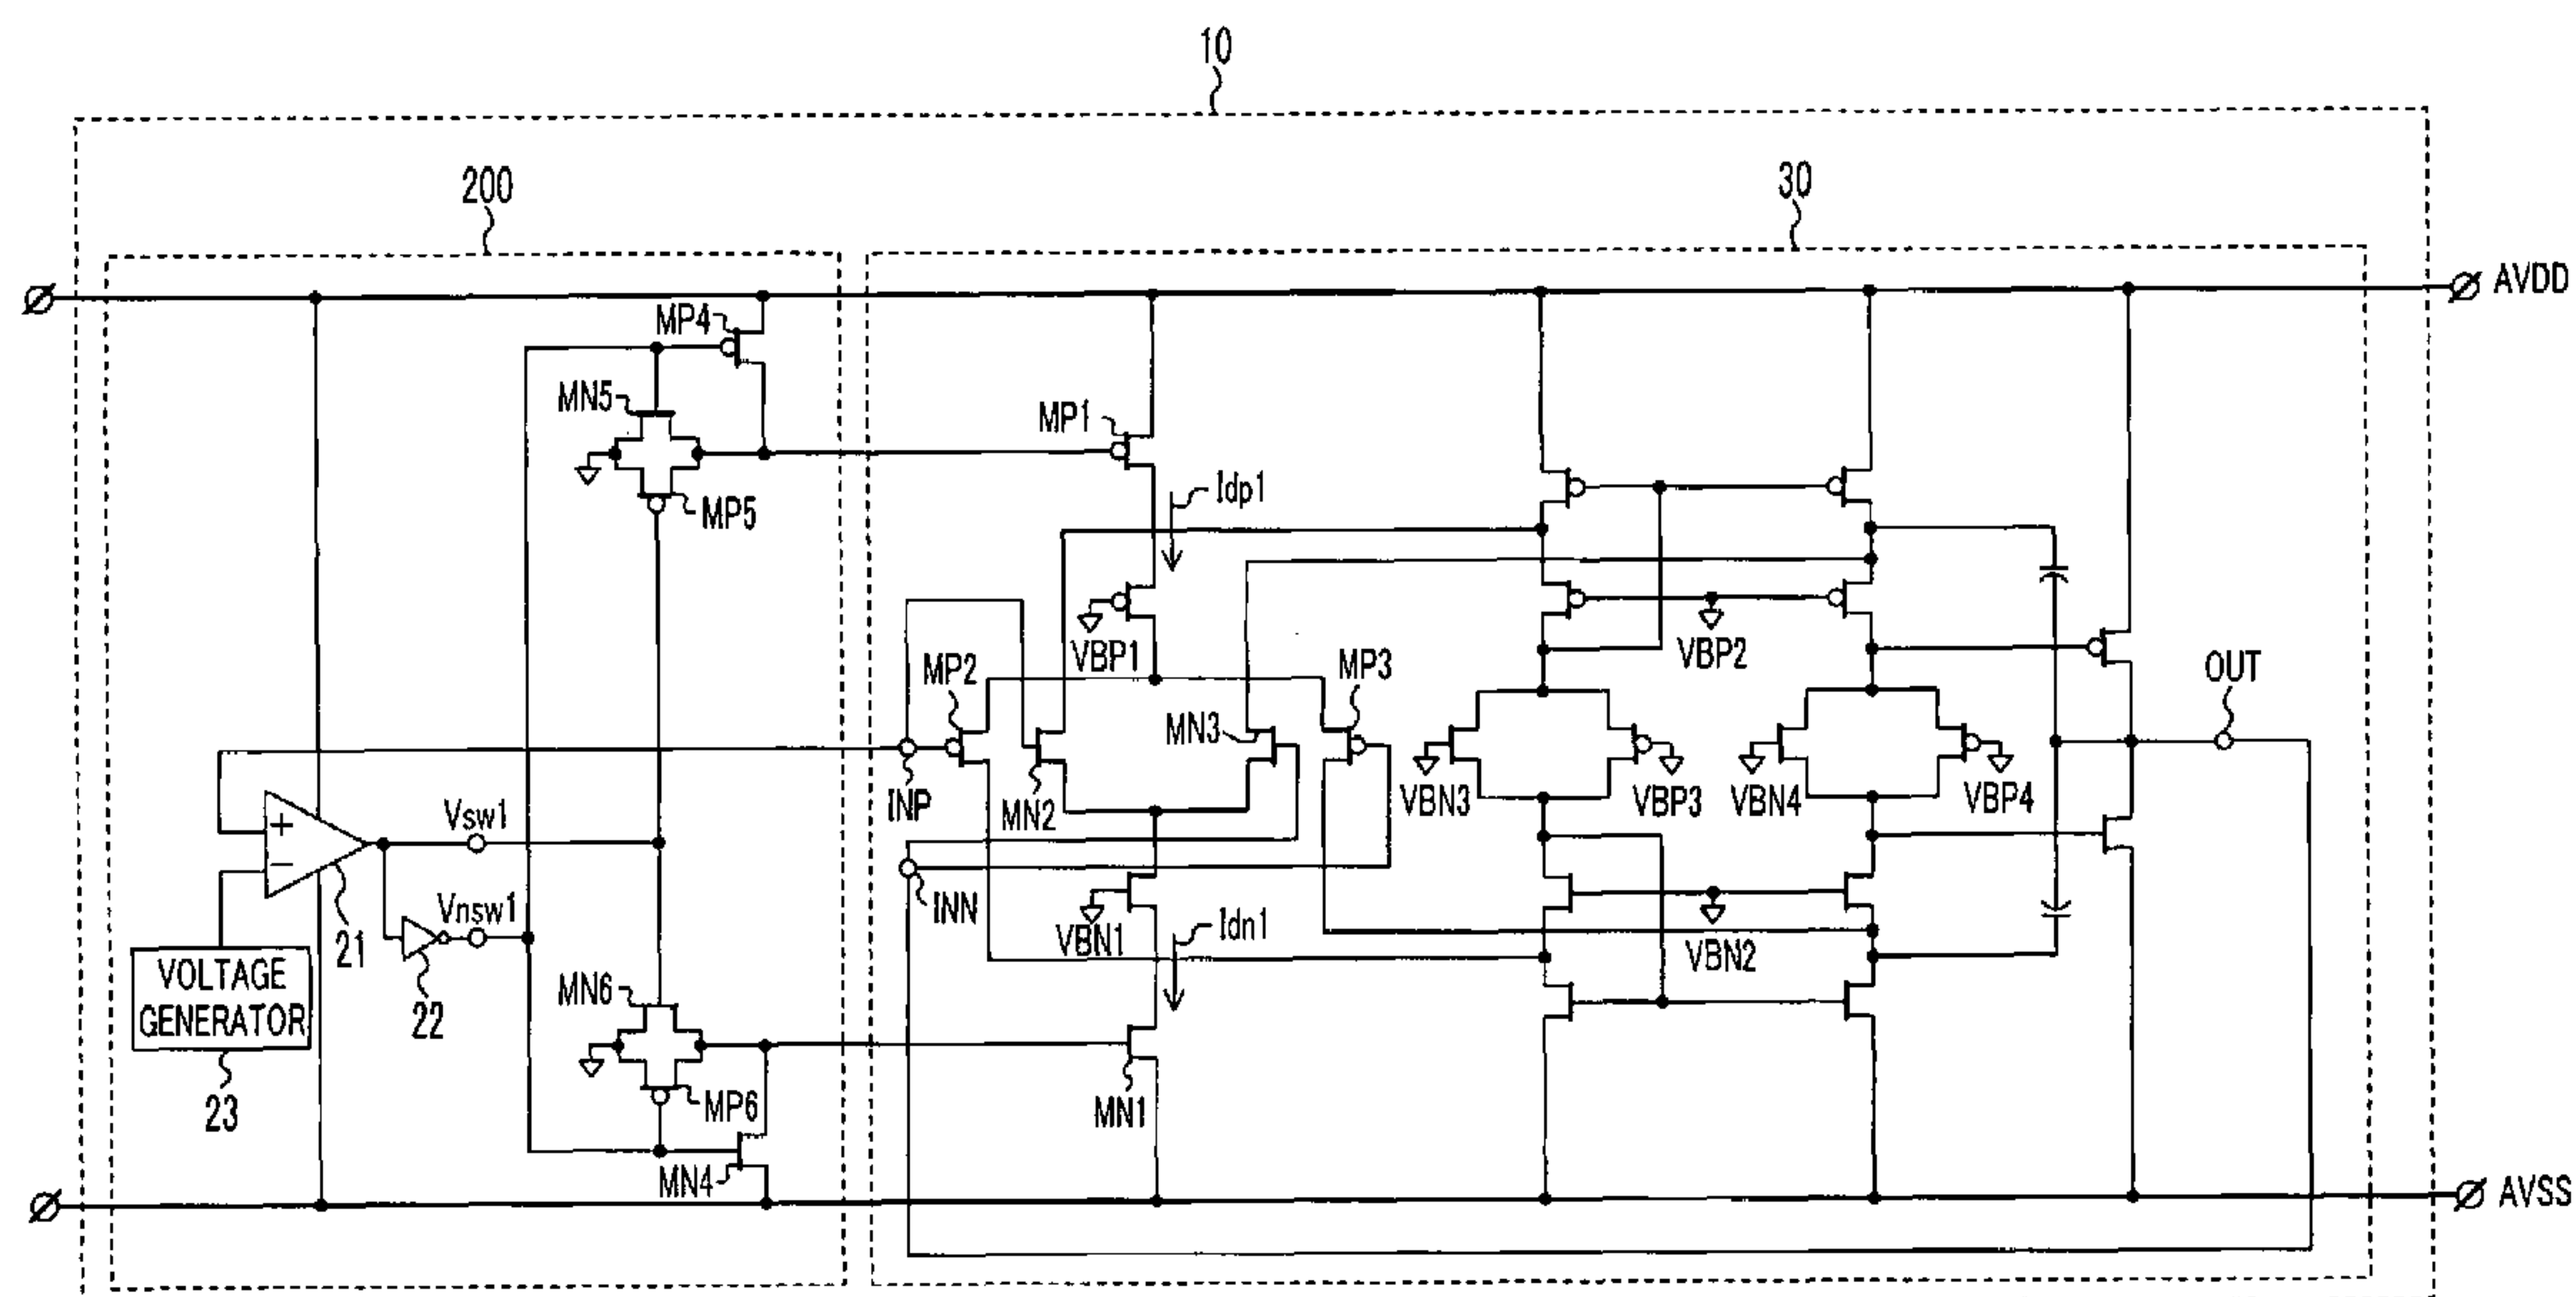 10
200
30
AVDD
MP4
MN5
MP1
MP5
Idp1
VBP1
VBP2
MP2
MP3
MN3
OUT
INP
MN2
VBN3
VBP3
VBN4
VBP4
Vsw1
21
Vnsw1
22
INN
VBN1
Idn1
VBN2
VOLTAGE
GENERATOR
23
MN6
MP6
MN1
MN4
AVSS
+
−